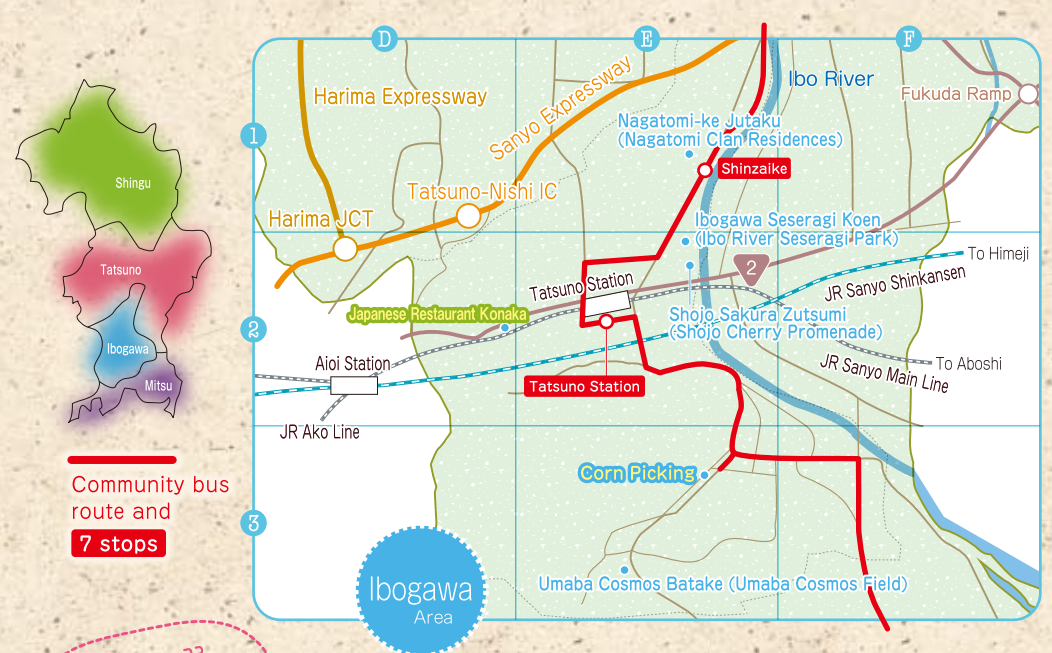 D
E
F
1
2
3
Shingu
Tatsuno
Ibogawa
Mitsu
Community bus
route and
7 stops
Harima Expressway
Sanyo Expressway
Ibo River
Fukuda Ramp
Nagatomi-ke Jutaku
(Nagatomi Clan Residences)
Shinzaike
Tatsuno-Nishi IC
Harima JCT
Ibogawa Seseragi Koen
(Ibo River Seseragi Park)
To Himeji
2
Tatsuno Station
JR Sanyo Shinkansen
Japanese Restaurant Konaka
Shojo Sakura Zutsumi
(Shojo Cherry Promenade)
Aioi Station
To Aboshi
JR Sanyo Main Line
Tatsuno Station
JR Ako Line
Corn Picking
Umaba Cosmos Batake (Umaba Cosmos Field)
Ibogawa
Area